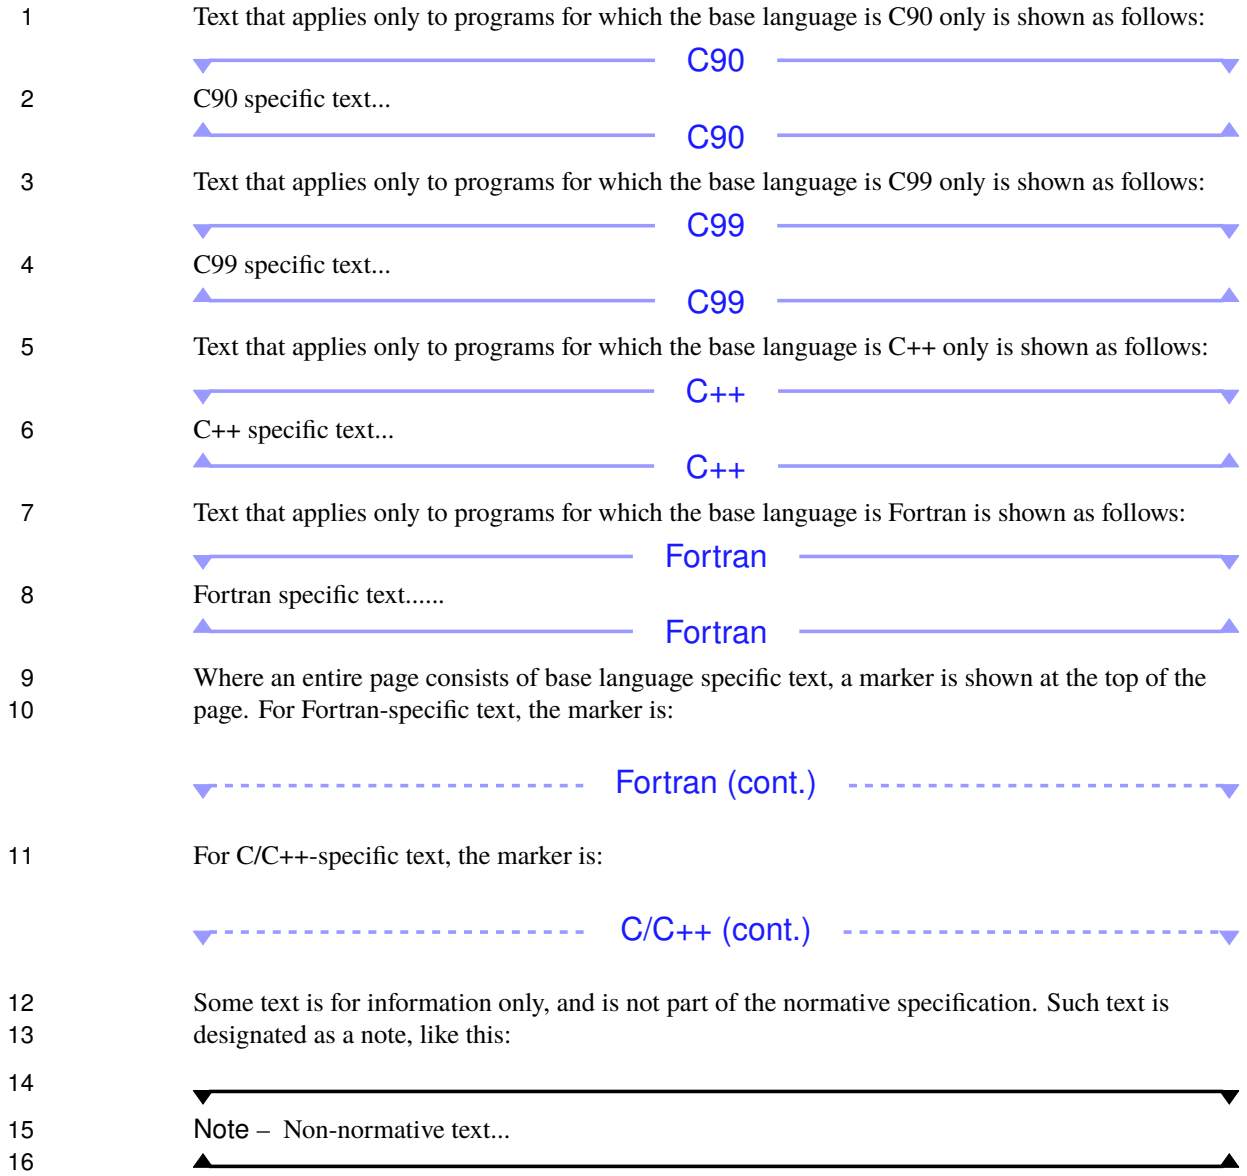 1 Text that applies only to programs for which the base language is C90 only is shown as follows:
C90
2 C90 specific text...
C90
3 Text that applies only to programs for which the base language is C99 only is shown as follows:
C99
4 C99 specific text...
C99
5 Text that applies only to programs for which the base language is C++ only is shown as follows:
C++
6 C++ specific text...
C++
7 Text that applies only to programs for which the base language is Fortran is shown as follows:
Fortran
8 Fortran specific text......
Fortran
9 Where an entire page consists of base language specific text, a marker is shown at the top of the
10 page. For Fortran-specific text, the marker is:
Fortran (cont.)
11 For C/C++-specific text, the marker is:
C/C++ (cont.)
12 Some text is for information only, and is not part of the normative specification. Such text is
13 designated as a note, like this:
14
15 Note – Non-normative text...
16